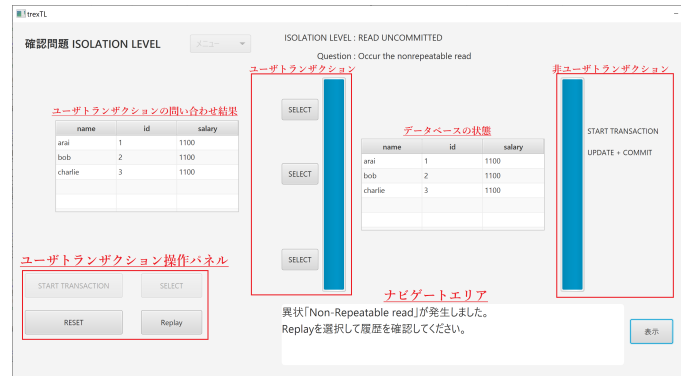 trexTL
確認問題 ISOLATION LEVEL
メニュー
ISOLATION LEVEL : READ UNCOMMITTED
Question : Occur the nonrepeatable read
ユーザトランザクション
非ユーザトランザクション
ユーザトランザクションの問い合わせ結果
name id salary
arai 1 1100
bob 2 1100
charlie 3 1100
SELECT
SELECT
SELECT
データベースの状態
name id salary
arai 1 1100
bob 2 1100
charlie 3 1100
START TRANSACTION
UPDATE + COMMIT
ユーザトランザクション操作パネル
START TRANSACTION SELECT
RESET Replay
ナビゲートエリア
異状「Non-Repeatable read」が発生しました。
Replayを選択して履歴を確認してください。
表示